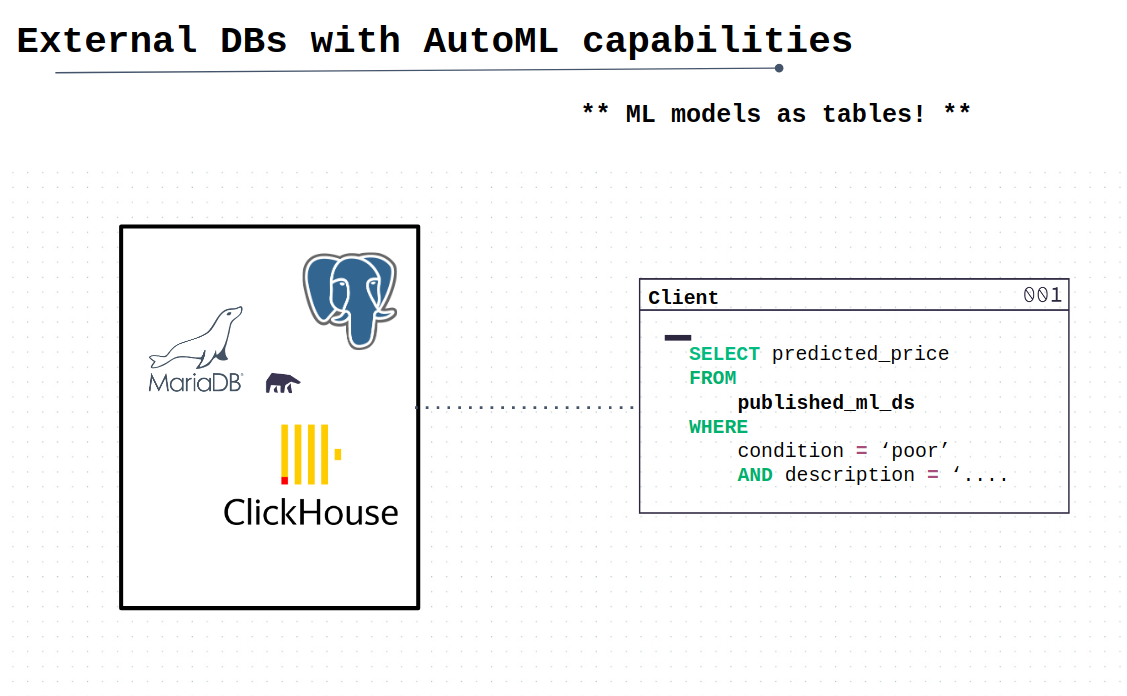 External DBs with AutoML capabilities
** ML models as tables! **
MariaDB
ClickHouse
Client
001
SELECT predicted_price
FROM
published_ml_ds
WHERE
condition = ‘poor’
AND description = ‘....